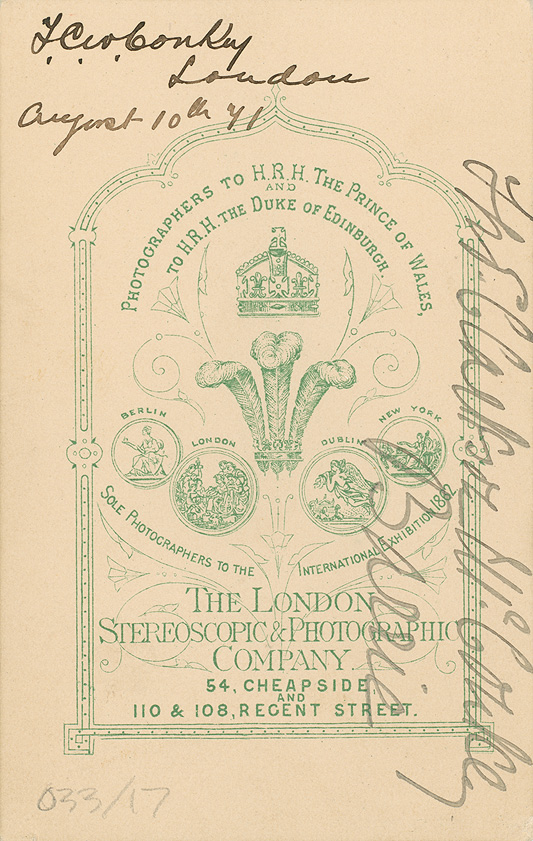 London
August 10th '71
PHOTOGRAPHERS TO H.R.H. THE PRINCE OF WALES,
AND
TO H.R.H. THE DUKE OF EDINBURGH.
BERLIN
LONDON
DUBLIN
NEW YORK
SOLE PHOTOGRAPHERS TO THE INTERNATIONAL EXHIBITION 1862.
THE LONDON
STEREOSCOPIC & PHOTOGRAPHIC
COMPANY.
54, CHEAPSIDE,
AND
110 & 108, REGENT STREET.
033/17